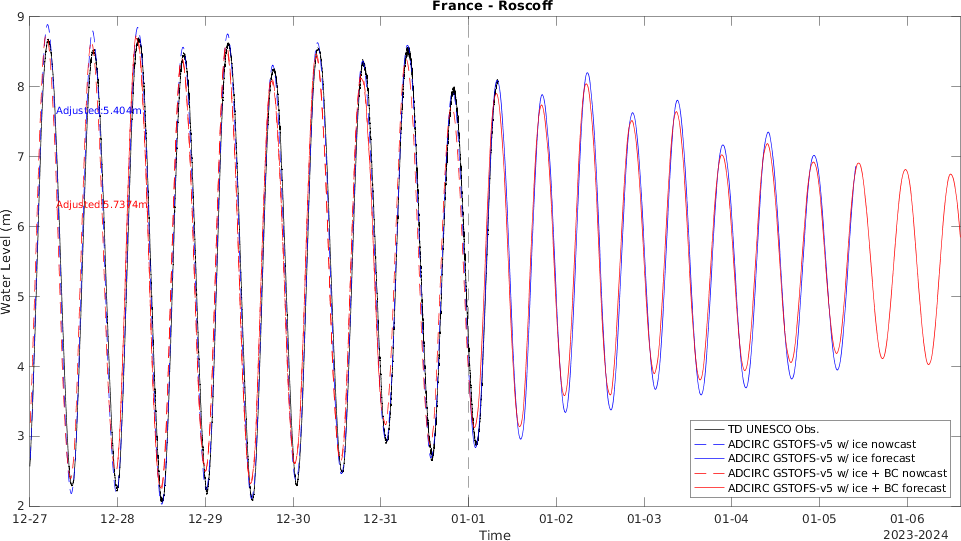 France - Roscoff
9
8
7
6
5
4
3
2
Water Level (m)
Adjusted:5.404m
Adjusted:5.7374m
TD UNESCO Obs.
ADCIRC GSTOFS-v5 w/ ice nowcast
ADCIRC GSTOFS-v5 w/ ice forecast
ADCIRC GSTOFS-v5 w/ ice + BC nowcast
ADCIRC GSTOFS-v5 w/ ice + BC forecast
12-27 12-28 12-29 12-30 12-31 01-01 01-02 01-03 01-04 01-05 01-06
Time
2023-2024